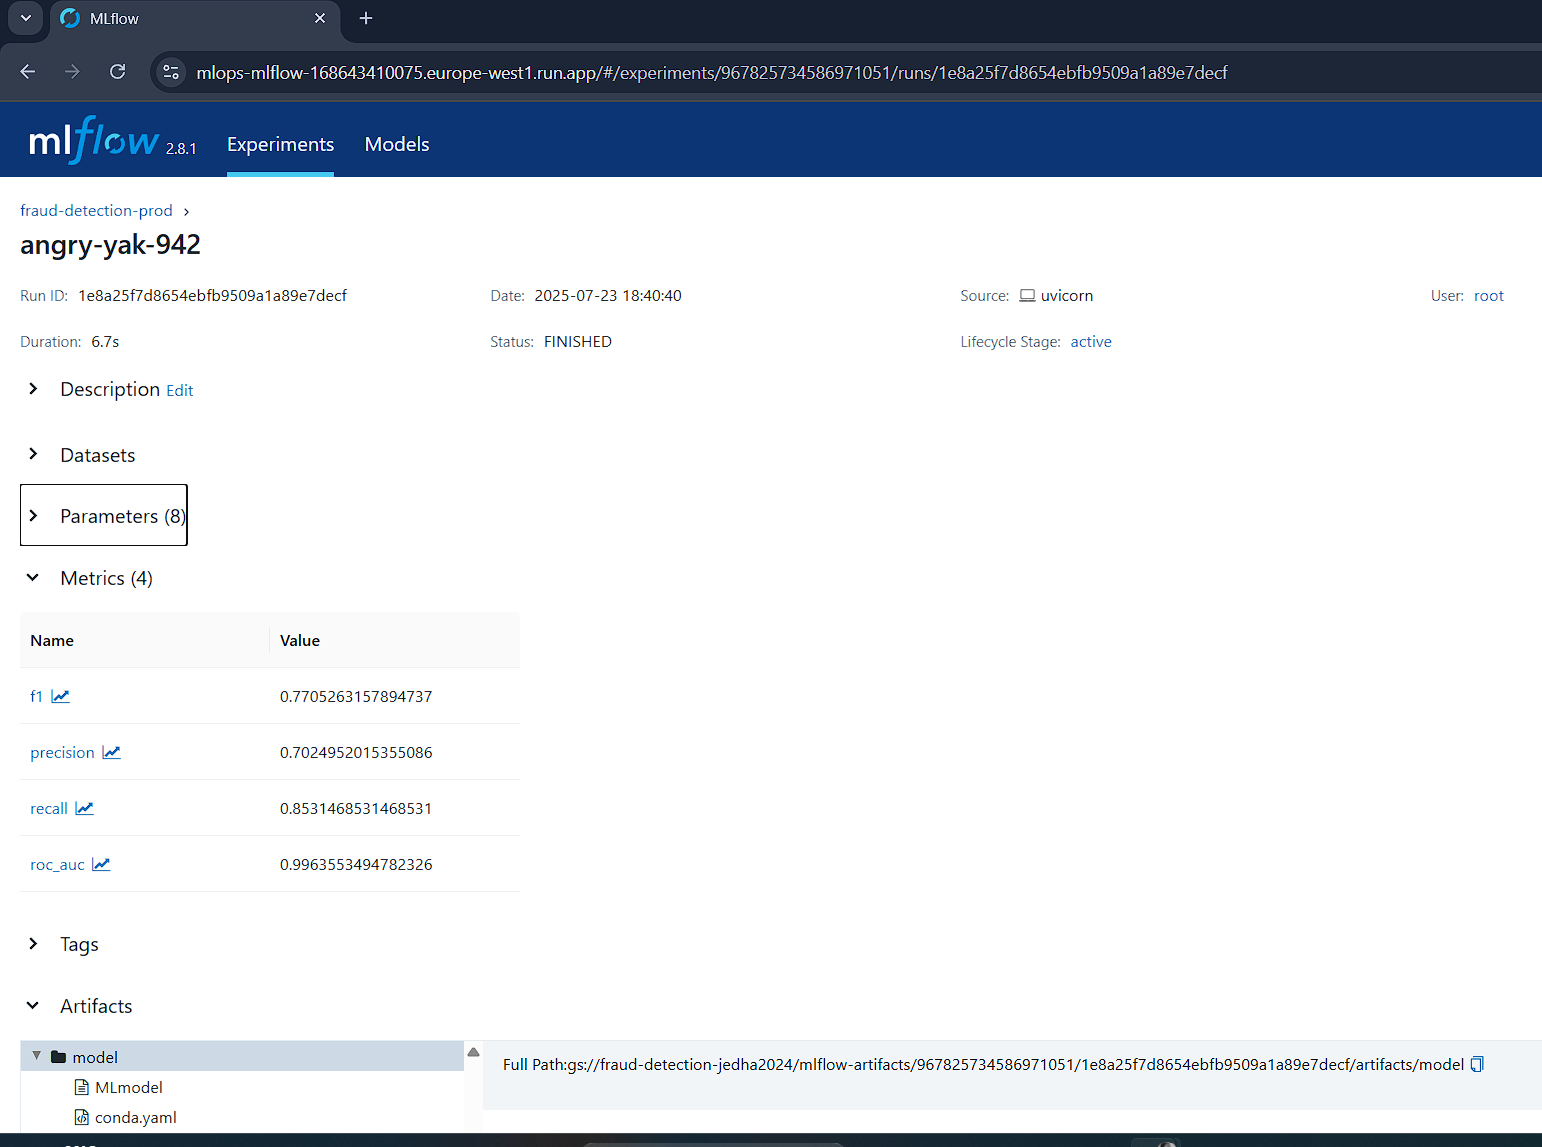 MLflow
mlops-mlflow-168643410075.europe-west1.run.app/#/experiments/967825734586971051/runs/1e8a25f7d8654ebfb9509a1a89e7decf
mlflow 2.8.1 Experiments Models
fraud-detection-prod
angry-yak-942
Run ID: 1e8a25f7d8654ebfb9509a1a89e7decf Date: 2025-07-23 18:40:40 Source: uvicorn User: root
Duration: 6.7s Status: FINISHED Lifecycle Stage: active
Description Edit
Datasets
Parameters (8)
Metrics (4)
Name Value
f1 0.7705263157894737
precision 0.7024952015355086
recall 0.8531468531468531
roc_auc 0.9963553494782326
Tags
Artifacts
model
Full Path:gs://fraud-detection-jedha2024/mlflow-artifacts/967825734586971051/1e8a25f7d8654ebfb9509a1a89e7decf/artifacts/model
MLmodel
conda.yaml